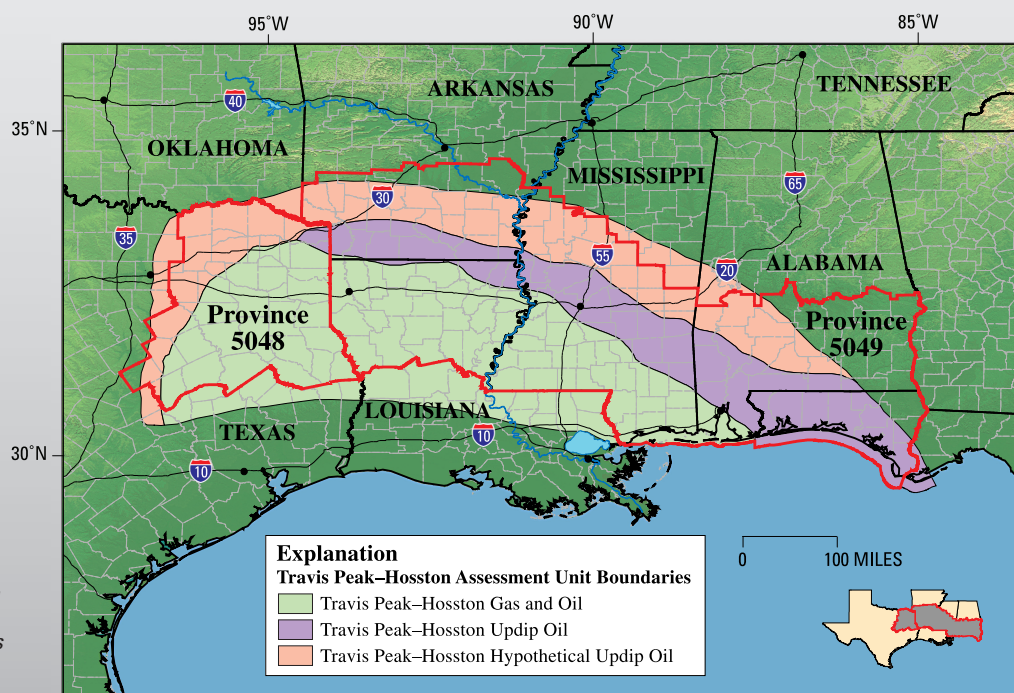 95°W
90°W
85°W
ARKANSAS
TENNESSEE
40
35°N
OKLAHOMA
MISSISSIPPI
65
30
35
55
20
ALABAMA
Province
5048
Province
5049
LOUISIANA
TEXAS
10
30°N
10
Explanation
Travis Peak–Hosston Assessment Unit Boundaries
Travis Peak–Hosston Gas and Oil
Travis Peak–Hosston Updip Oil
Travis Peak–Hosston Hypothetical Updip Oil
0
100 MILES
s